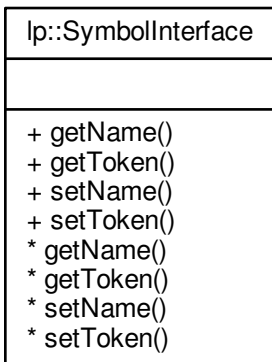 lp::SymbolInterface
+ getName()
+ getToken()
+ setName()
+ setToken()
* getName()
* getToken()
* setName()
* setToken()